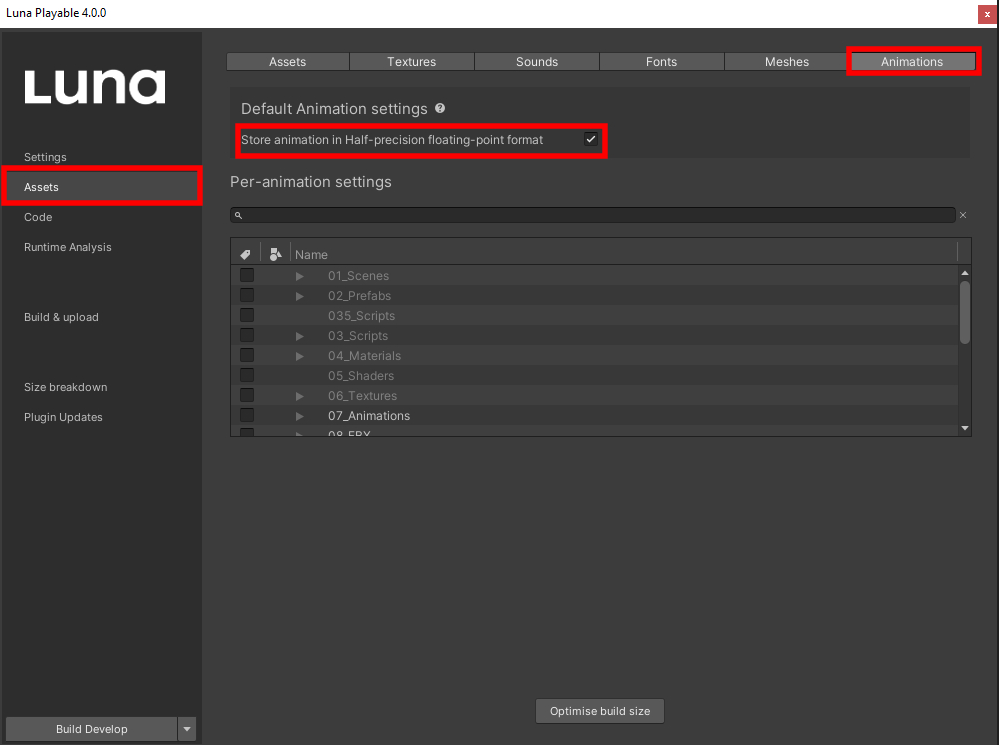 Luna Playable 4.0.0
x
Luna
Settings
Assets
Code
Runtime Analysis
Build & upload
Size breakdown
Plugin Updates
Build Develop
Assets Textures Sounds Fonts Meshes Animations
Default Animation settings ?
Store animation in Half-precision floating-point format
Per-animation settings
Name
01_Scenes
02_Prefabs
035_Scripts
03_Scripts
04_Materials
05_Shaders
06_Textures
07_Animations
08_FBX
Optimise build size